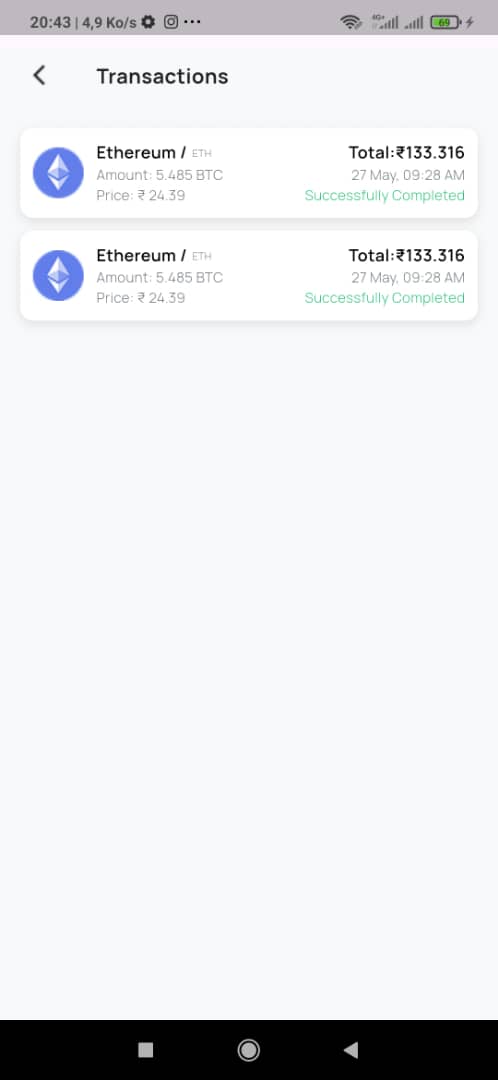 20:43 | 4,9 Ko/s
4G+
69
Transactions
Ethereum / ETH
Total:₹133.316
Amount: 5.485 BTC
27 May, 09:28 AM
Price: ₹ 24.39
Successfully Completed
Ethereum / ETH
Total:₹133.316
Amount: 5.485 BTC
27 May, 09:28 AM
Price: ₹ 24.39
Successfully Completed